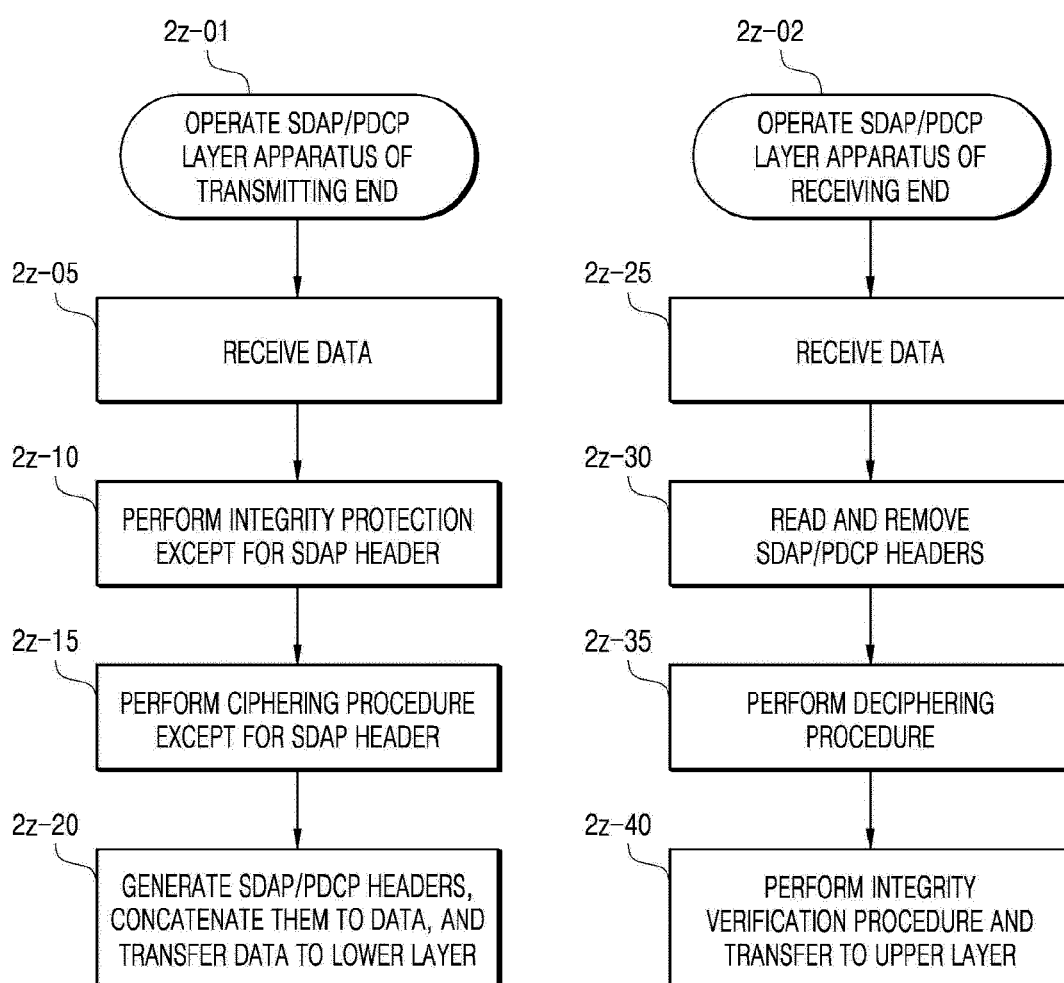 2z-01
OPERATE SDAP/PDCP
LAYER APPARATUS OF
TRANSMITTING END
2z-05
RECEIVE DATA
2z-10
PERFORM INTEGRITY PROTECTION
EXCEPT FOR SDAP HEADER
2z-15
PERFORM CIPHERING PROCEDURE
EXCEPT FOR SDAP HEADER
2z-20
GENERATE SDAP/PDCP HEADERS,
CONCATENATE THEM TO DATA, AND
TRANSFER DATA TO LOWER LAYER
2z-02
OPERATE SDAP/PDCP
LAYER APPARATUS OF
RECEIVING END
2z-25
RECEIVE DATA
2z-30
READ AND REMOVE
SDAP/PDCP HEADERS
2z-35
PERFORM DECIPHERING
PROCEDURE
2z-40
PERFORM INTEGRITY
VERIFICATION PROCEDURE AND
TRANSFER TO UPPER LAYER